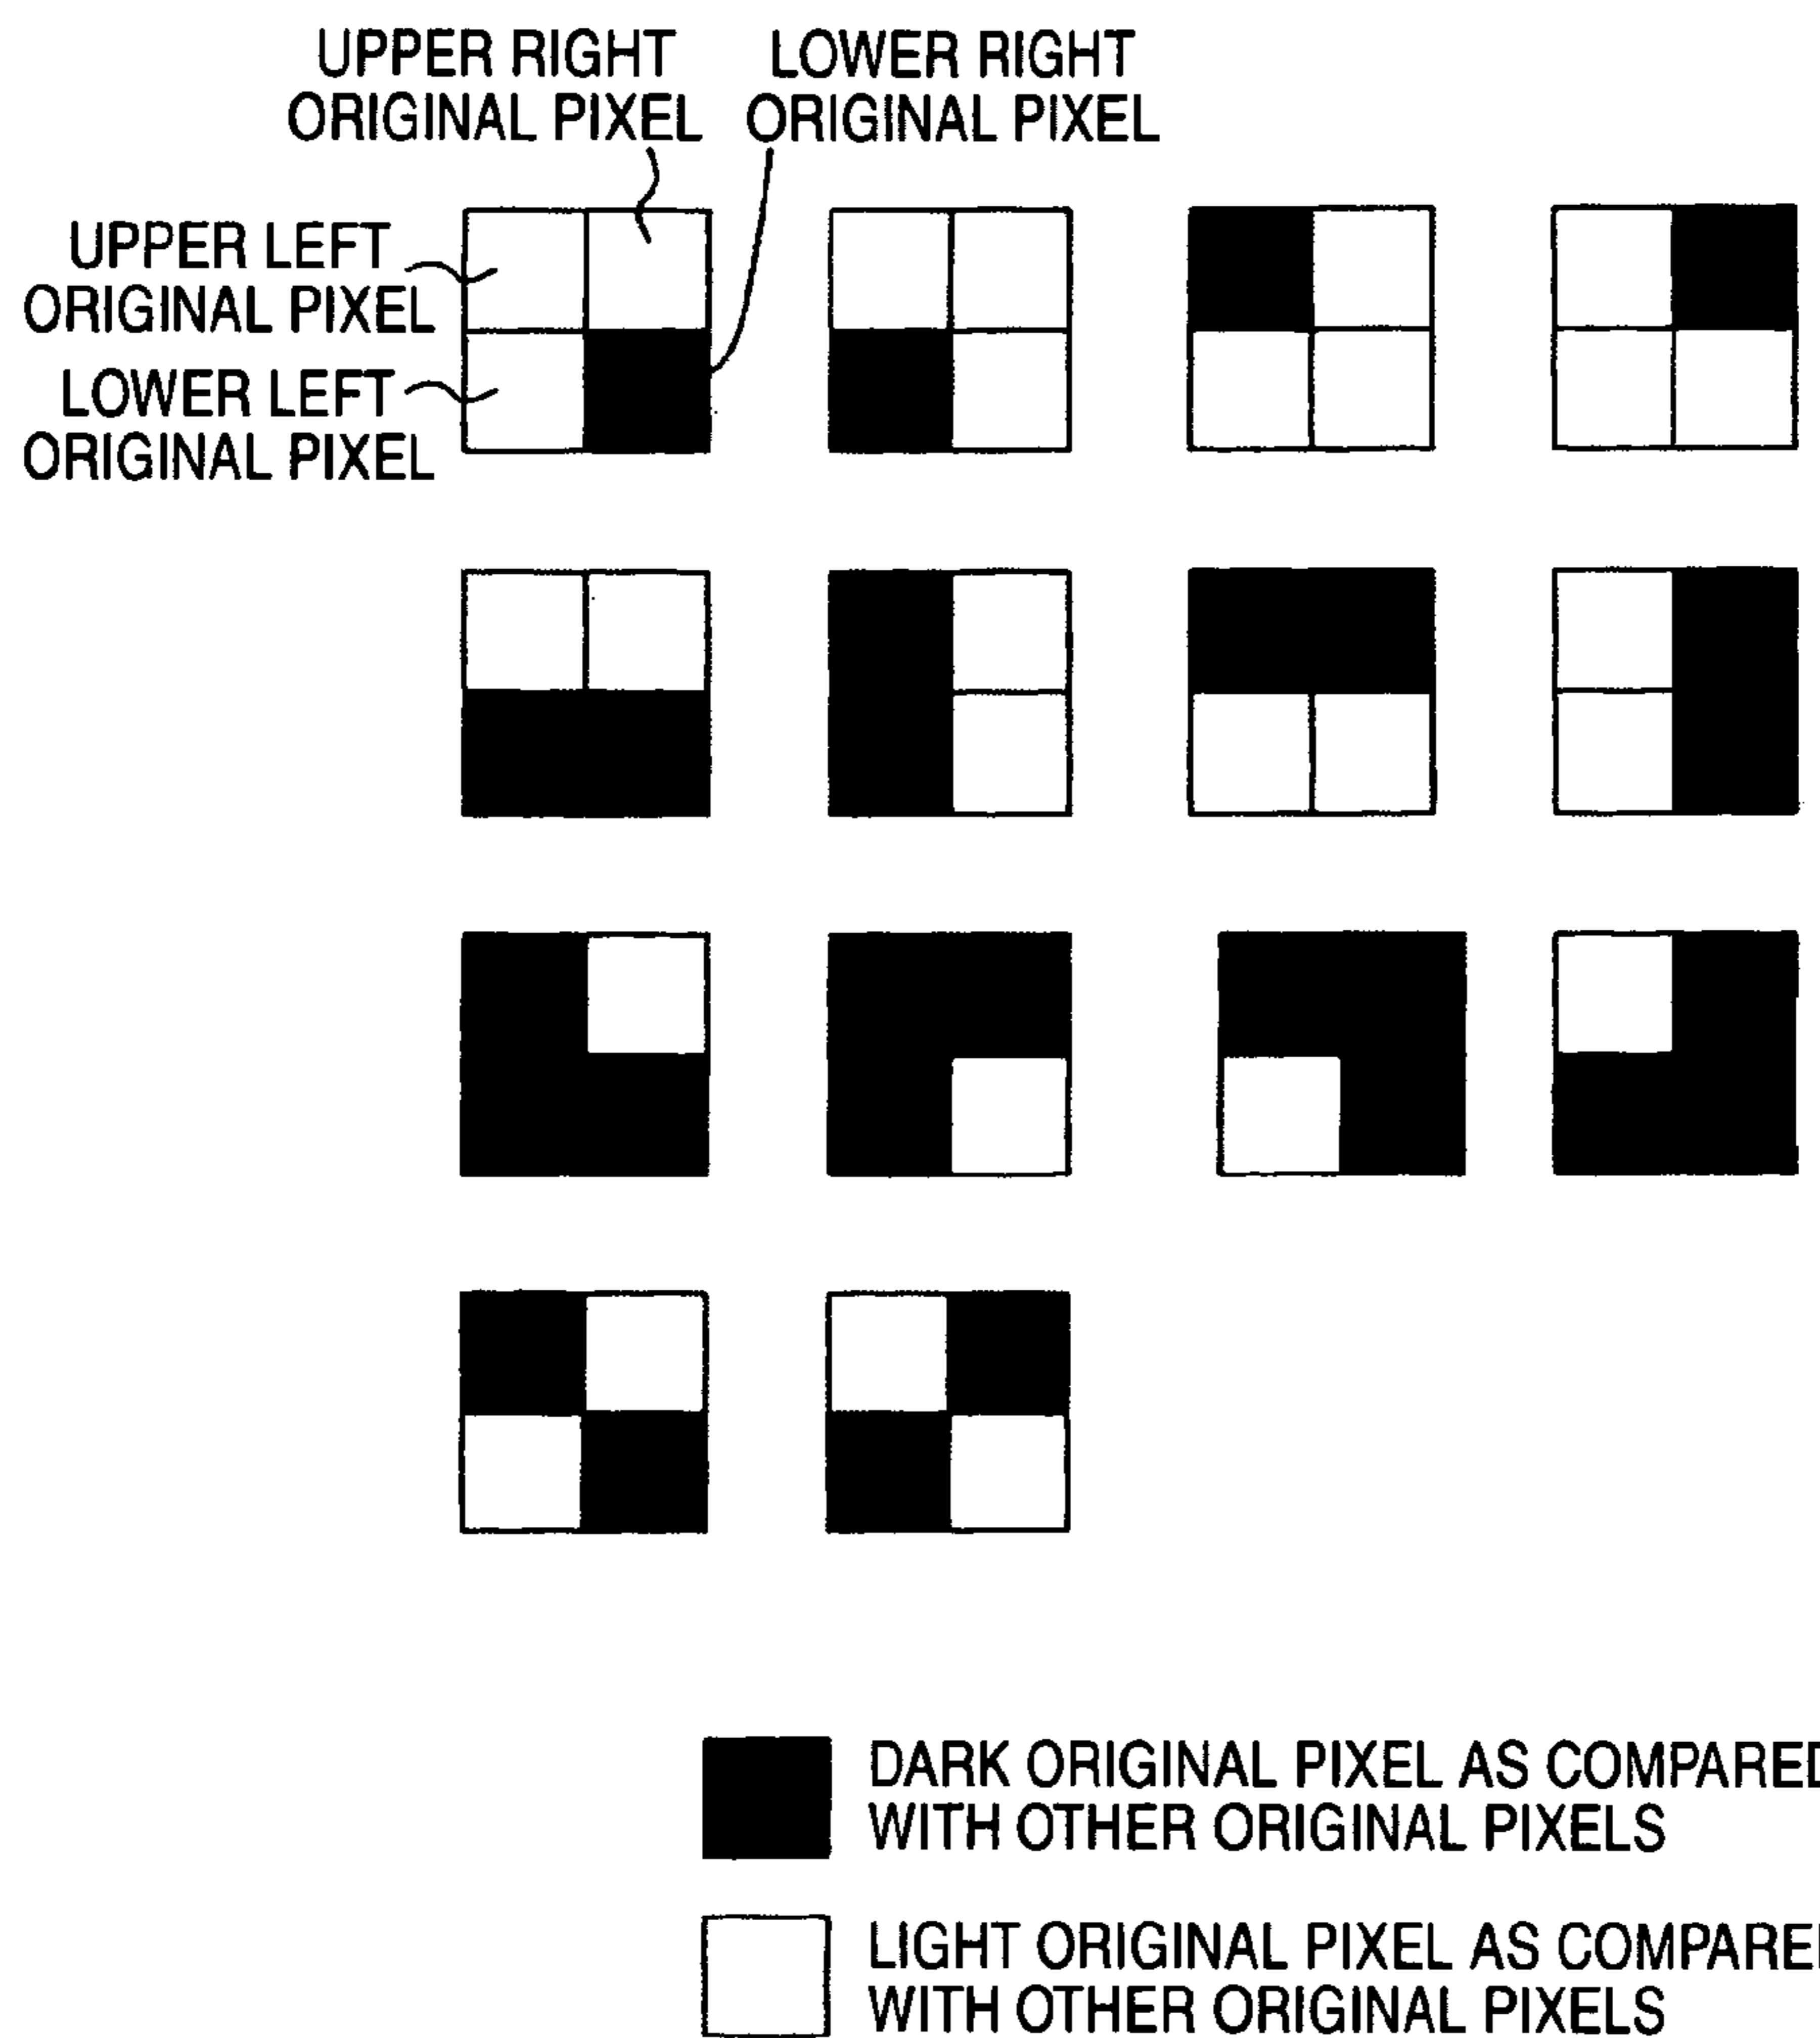 UPPER RIGHT
ORIGINAL PIXEL
LOWER RIGHT
ORIGINAL PIXEL
UPPER LEFT
ORIGINAL PIXEL
LOWER LEFT
ORIGINAL PIXEL
DARK ORIGINAL PIXEL AS COMPARED
WITH OTHER ORIGINAL PIXELS
LIGHT ORIGINAL PIXEL AS COMPARED
WITH OTHER ORIGINAL PIXELS